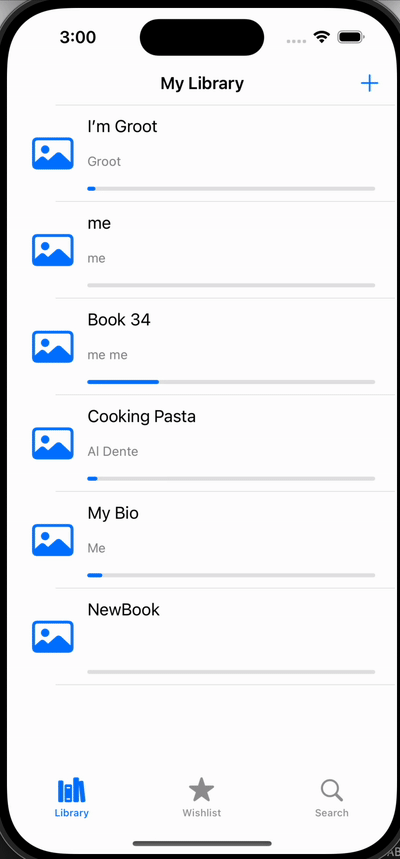 3:00
My Library
I’m Groot
Groot
me
me
Book 34
me me
Cooking Pasta
Al Dente
My Bio
Me
NewBook
Library
Wishlist
Search